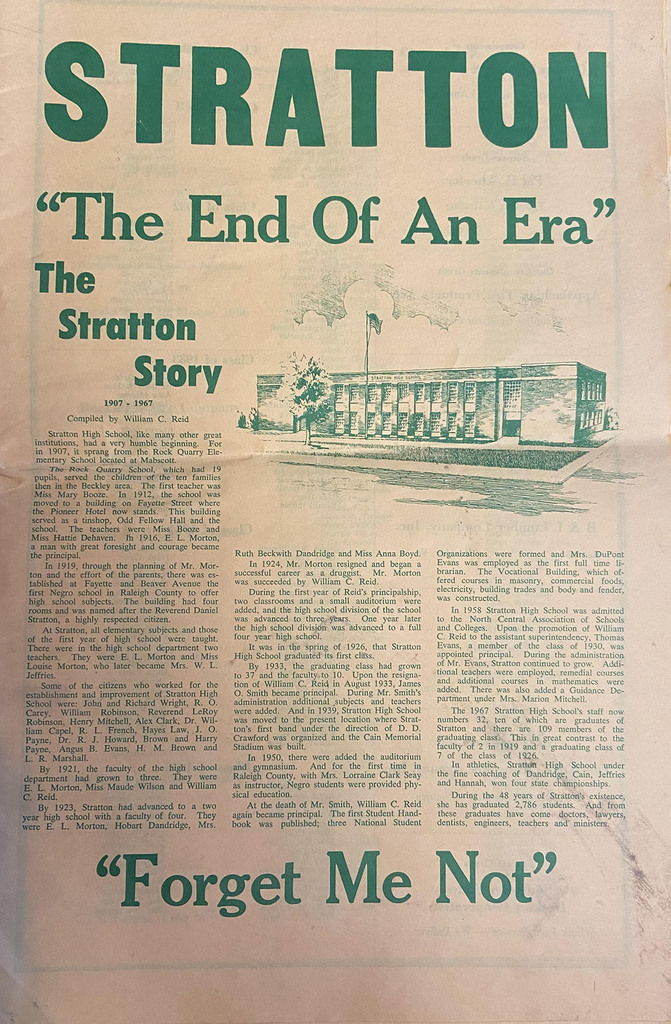 STRATTON
“The End Of An Era”
The
Stratton
Story
1907 - 1967
Compiled by William C. Reid
STRATTON HIGH SCHOOL
Stratton High School, like many other great
institutions, had a very humble beginning. For
in 1907, it sprang from the Rock Quarry Ele-
mentary School located at Mabscott.
The Rock Quarry School, which had 19
pupils, served the children of the ten families
then in the Beckley area. The first teacher was
Miss Mary Booze. In 1912, the school was
moved to a building on Fayette Street where
the Pioneer Hotel now stands. This building
served as a tinshop, Odd Fellow Hall and the
school. The teachers were Miss Booze and
Miss Hattie Dehaven. In 1916, E. L. Morton,
a man with great foresight and courage became
the principal.
In 1919, through the planning of Mr. Mor-
ton and the effort of the parents, there was es-
tablished at Fayette and Beaver Avenue the
first Negro school in Raleigh County to offer
high school subjects. The building had four
rooms and was named after the Reverend Daniel
Stratton, a highly respected citizen.
At Stratton, all elementary subjects and those
of the first year of high school were taught.
There were in the high school department two
teachers. They were E. L. Morton and Miss
Louise Morton, who later became Mrs. W. L.
Jeffries.
Some of the citizens who worked for the
establishment and improvement of Stratton High
School were: John and Richard Wright, R. O.
Carey, William Robinson, Reverend LeRoy
Robinson, Henry Mitchell, Alex Clark, Dr. Wil-
liam Capel, R. L. French, Hayes Law, J. O.
Payne, Dr. R. J. Howard, Brown and Harry
Payne, Angus B. Evans, H. M. Brown and
L. R. Marshall.
By 1921, the faculty of the high school
department had grown to three. They were
E. L. Morton, Miss Maude Wilson and William
C. Reid.
By 1923, Stratton had advanced to a two
year high school with a faculty of four. They
were E. L. Morton, Hobart Dandridge, Mrs.
Ruth Beckwith Dandridge and Miss Anna Boyd.
In 1924, Mr. Morton resigned and began a
successful career as a druggist. Mr. Morton
was succeeded by William C. Reid.
During the first year of Reid's principalship,
two classrooms and a small auditorium were
added, and the high school division of the school
was advanced to three years. One year later
the high school division was advanced to a full
four year high school.
It was in the spring of 1926, that Stratton
High School graduated its first class.
By 1933, the graduating class had grown
to 37 and the faculty to 10. Upon the resigna-
tion of William C. Reid in August 1933, James
O. Smith became principal. During Mr. Smith's
administration additional subjects and teachers
were added. And in 1939, Stratton High School
was moved to the present location where Strat-
ton's first band under the direction of D. D.
Crawford was organized and the Cain Memorial
Stadium was built.
In 1950, there were added the auditorium
and gymnasium. And for the first time in
Raleigh County, with Mrs. Lorraine Clark Seay
as instructor, Negro students were provided phy-
sical education.
At the death of Mr. Smith, William C. Reid
again became principal. The first Student Hand-
book was published; three National Student
Organizations were formed and Mrs. DuPont
Evans was employed as the first full time li-
brarian. The Vocational Building, which of-
fered courses in masonry, commercial foods,
electricity, building trades and body and fender,
was constructed.
In 1958 Stratton High School was admitted
to the North Central Association of Schools
and Colleges. Upon the promotion of William
C. Reid to the assistant superintendency, Thomas
Evans, a member of the class of 1930, was
appointed principal. During the administration
of Mr. Evans, Stratton continued to grow. Addi-
tional teachers were employed, remedial courses
and additional courses in mathematics were
added. There was also added a Guidance De-
partment under Mrs. Marion Mitchell.
The 1967 Stratton High School's staff now
numbers 32, ten of which are graduates of
Stratton and there are 109 members of the
graduating class. This in great contrast to the
faculty of 2 in 1919 and a graduating class of
7 of the class of 1926.
In athletics, Stratton High School under
the fine coaching of Dandridge, Cain, Jeffries
and Hannah, won four state championships.
During the 48 years of Stratton's existence,
she has graduated 2,786 students. And from
these graduates have come doctors, lawyers,
dentists, engineers, teachers and ministers.
“Forget Me Not”